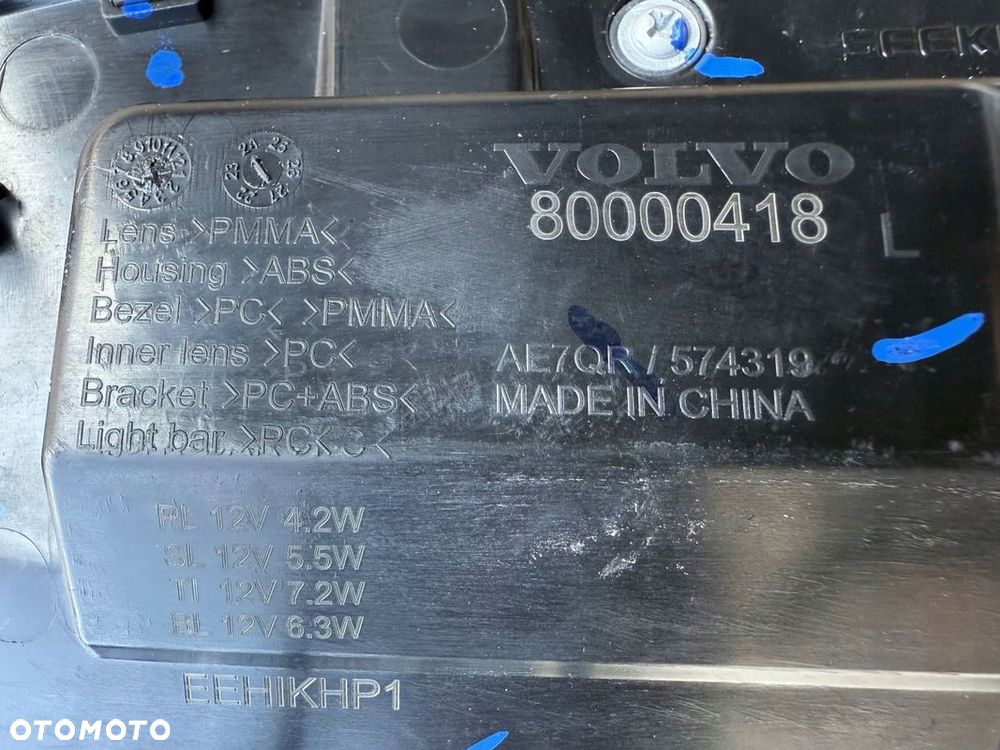 VOLVO
80000418
L
Lens >PMMA<
Housing >ABS<
Bezel >PC< >PMMA<
Inner lens >PC<
Bracket >PC+ABS<
Light bar
AE7QR / 574319
MADE IN CHINA
PL 12V 4.2W
SL 12V 5.5W
TI 12V 7.2W
BL 12V 6.3W
EEHIKHP1
OTOMOTO